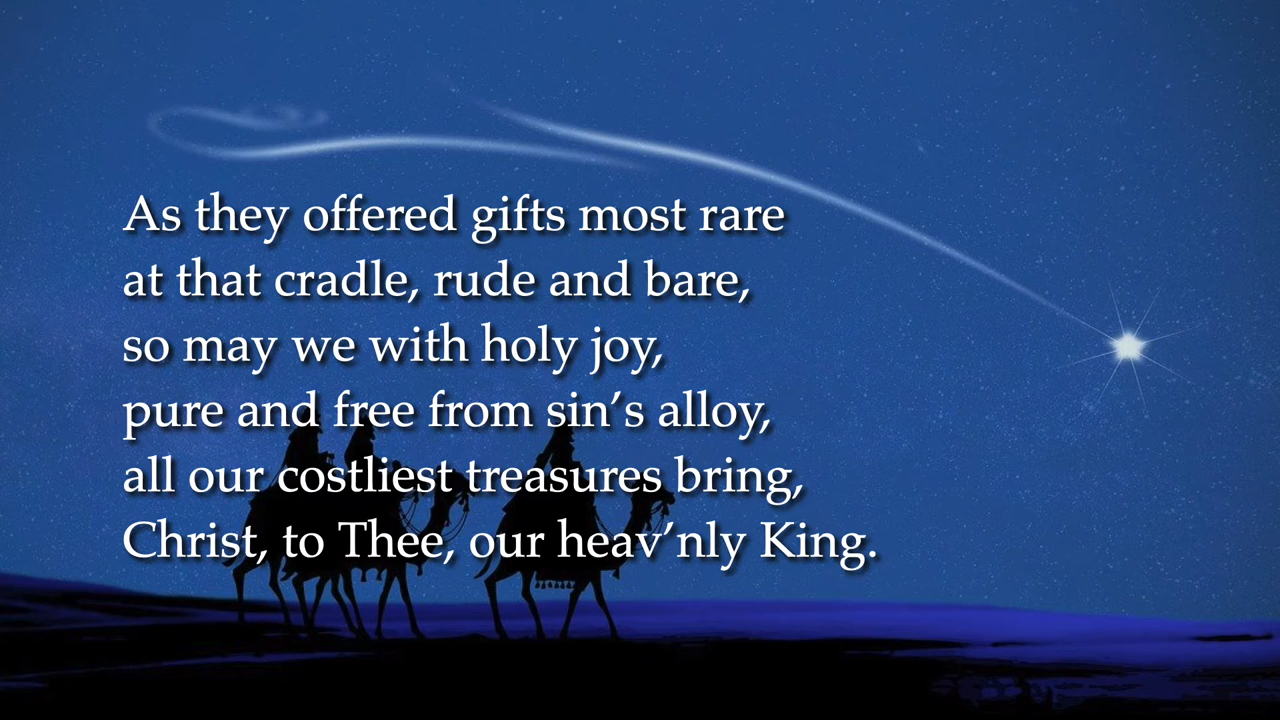 As they offered gifts most rare
at that cradle, rude and bare,
so may we with holy joy,
pure and free from sin’s alloy,
all our costliest treasures bring,
Christ, to Thee, our heav’nly King.